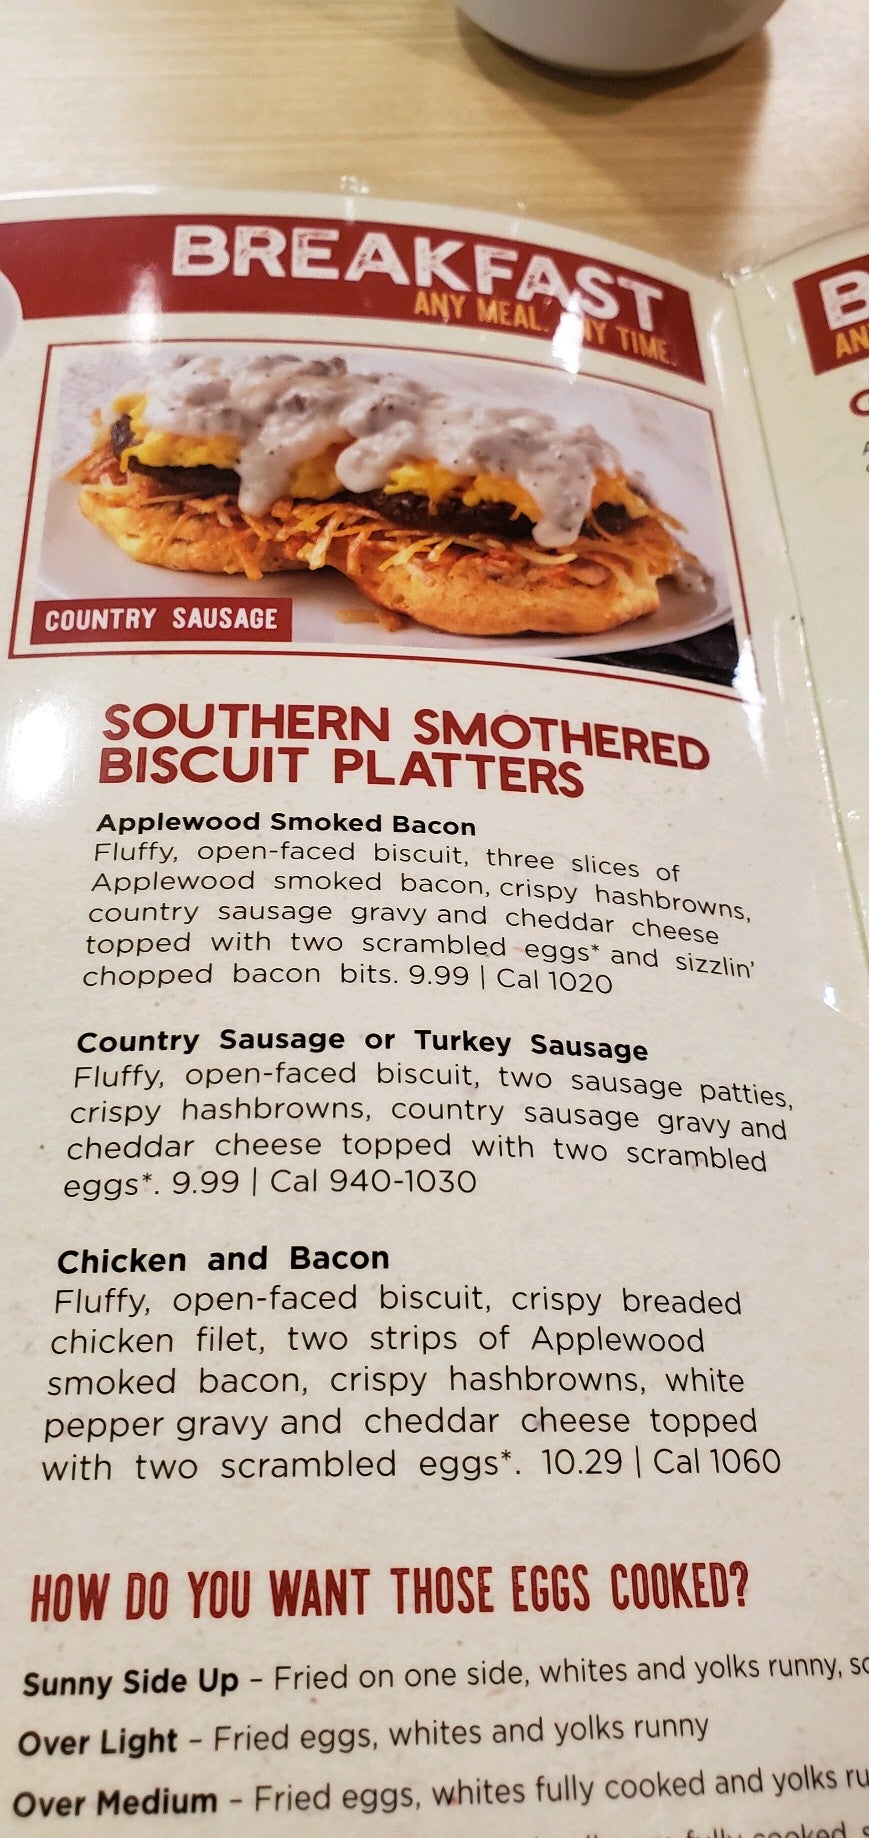 BREAKFAST
ANY MEAL. ANY TIME.
COUNTRY SAUSAGE
SOUTHERN SMOTHERED
BISCUIT PLATTERS
Applewood Smoked Bacon
Fluffy, open-faced biscuit, three slices of
Applewood smoked bacon, crispy hashbrowns,
country sausage gravy and cheddar cheese
topped with two scrambled eggs* and sizzlin'
chopped bacon bits. 9.99 | Cal 1020
Country Sausage or Turkey Sausage
Fluffy, open-faced biscuit, two sausage patties,
crispy hashbrowns, country sausage gravy and
cheddar cheese topped with two scrambled
eggs*. 9.99 | Cal 940-1030
Chicken and Bacon
Fluffy, open-faced biscuit, crispy breaded
chicken filet, two strips of Applewood
smoked bacon, crispy hashbrowns, white
pepper gravy and cheddar cheese topped
with two scrambled eggs*. 10.29 | Cal 1060
HOW DO YOU WANT THOSE EGGS COOKED?
Sunny Side Up – Fried on one side, whites and yolks runny,
Over Light – Fried eggs, whites and yolks runny
Over Medium – Fried eggs, whites fully cooked and yolks ru
fully cooked